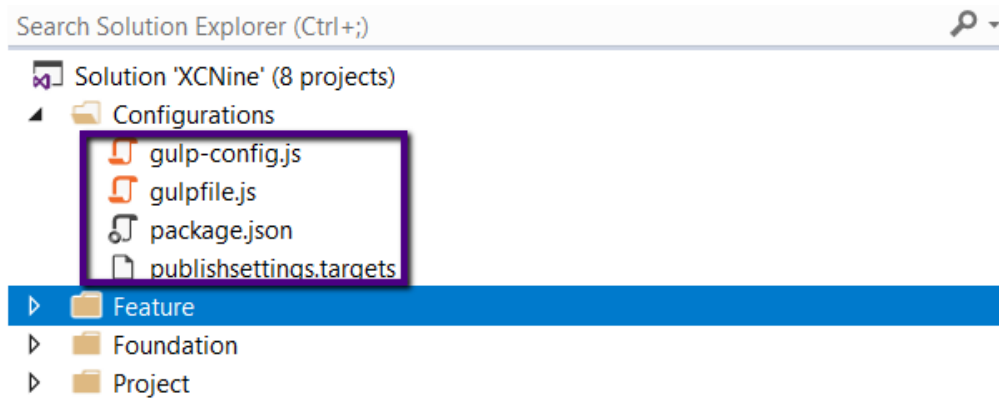 Search Solution Explorer (Ctrl+;)
Solution 'XCNine' (8 projects)
Configurations
gulp-config.js
gulpfile.js
package.json
publishsettings.targets
Feature
Foundation
Project